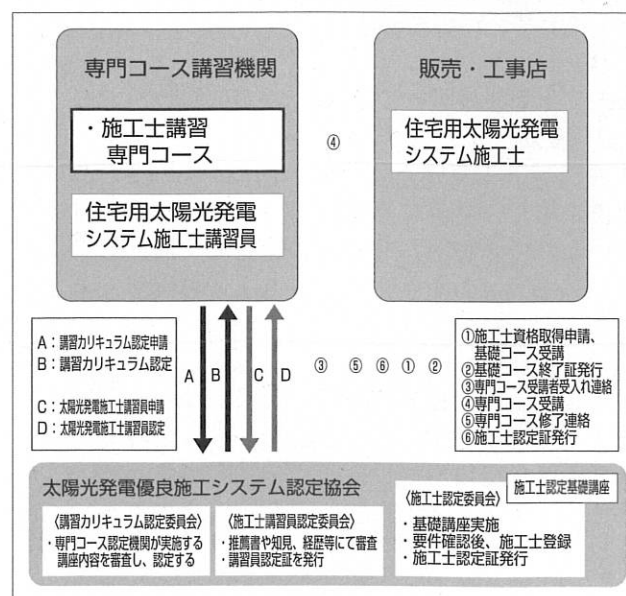 専門コース講習機関
・施工士講習
専門コース
住宅用太陽光発電
システム施工士講習員
④
販売・工事店
住宅用太陽光発電
システム施工士
A：講習カリキュラム認定申請
B：講習カリキュラム認定
C：太陽光発電施工士講習員申請
D：太陽光発電施工士講習員認定
A B C D
③ ⑤ ⑥ ① ②
①施工士資格取得申請、
基礎コース受講
②基礎コース終了証発行
③専門コース受講者受入れ連絡
④専門コース受講
⑤専門コース修了連絡
⑥施工士認定証発行
太陽光発電優良施工システム認定協会
〈講習カリキュラム認定委員会〉
・専門コース認定機関が実施する
講座内容を審査し、認定する
〈施工士講習員認定委員会〉
・推薦書や知見、経歴等にて審査
・講習員認定証を発行
〈施工士認定委員会〉
施工士認定基礎講座
・基礎講座実施
・要件確認後、施工士登録
・施工士認定証発行